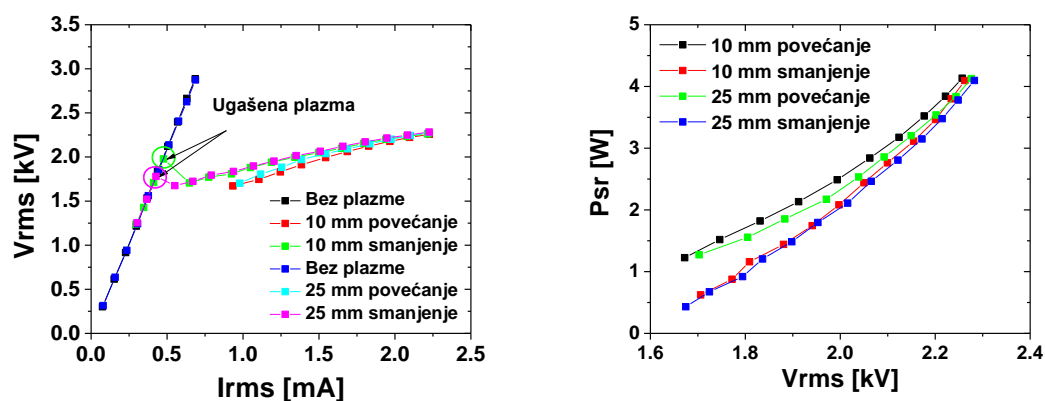 3.5
3.0
2.5
2.0
1.5
1.0
0.5
0.0
Vrms [kV]
Ugašena plazma
Bez plazme
10 mm povećanje
10 mm smanjenje
Bez plazme
25 mm povećanje
25 mm smanjenje
0.0 0.5 1.0 1.5 2.0 2.5
Irms [mA]
5
4
3
2
1
0
Psr [W]
10 mm povećanje
10 mm smanjenje
25 mm povećanje
25 mm smanjenje
1.6 1.8 2.0 2.2 2.4
Vrms [kV]